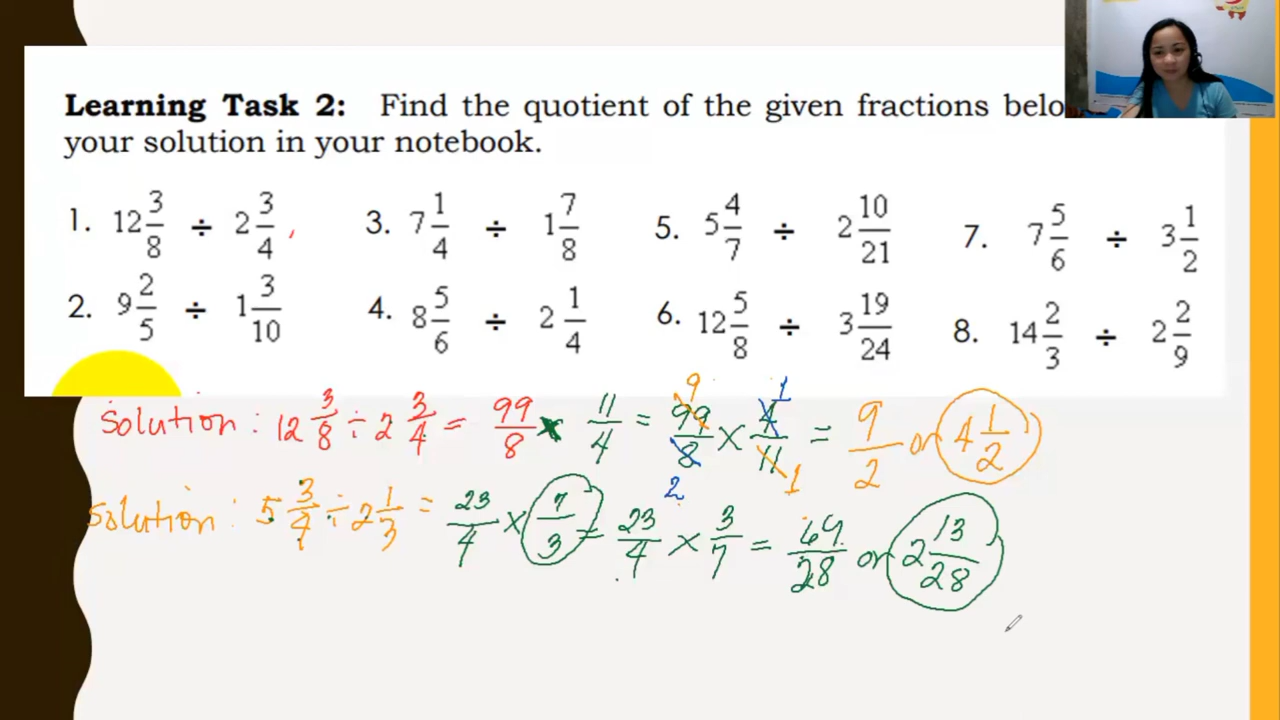 Learning Task 2: Find the quotient of the given fractions belo
your solution in your notebook.
1. 12 3/8 ÷ 2 3/4 ,
3. 7 1/4 ÷ 1 7/8
5. 5 4/7 ÷ 2 10/21
7. 7 5/6 ÷ 3 1/2
2. 9 2/5 ÷ 1 3/10
4. 8 5/6 ÷ 2 1/4
6. 12 5/8 ÷ 3 19/24
8. 14 2/3 ÷ 2 2/9
solution : 12 3/8 ÷ 2 3/4 = 99/8 × 11/4 = 99/8 × 4/11 = 9/2 or 4 1/2
9 1 2 1
solution : 5 3/4 ÷ 2 1/3 = 23/4 × 7/3 = 23/4 × 3/7 = 69/28 or 2 13/28